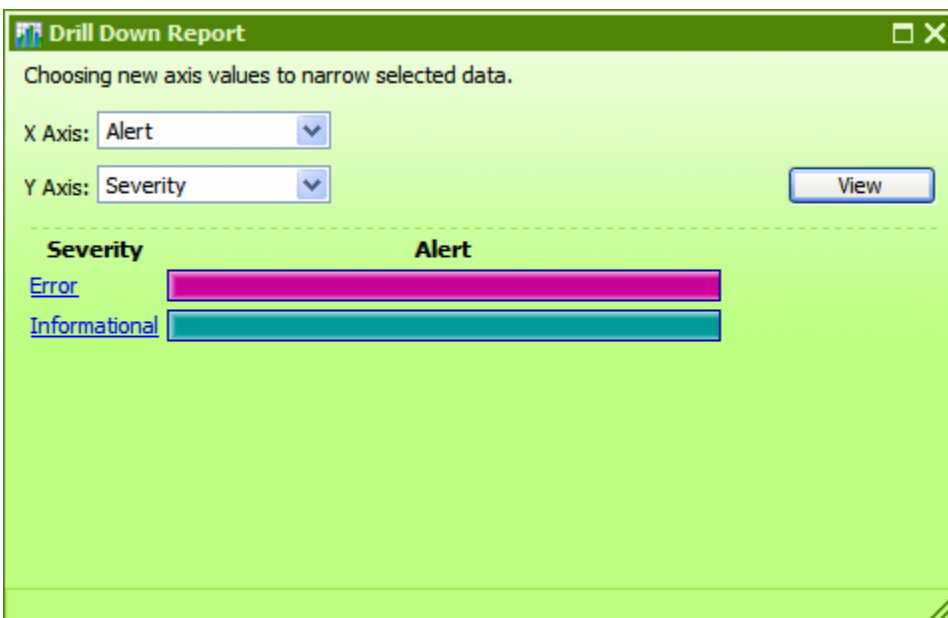 Drill Down Report
Choosing new axis values to narrow selected data.
X Axis: Alert
Y Axis: Severity View
Severity Alert
Error
Informational